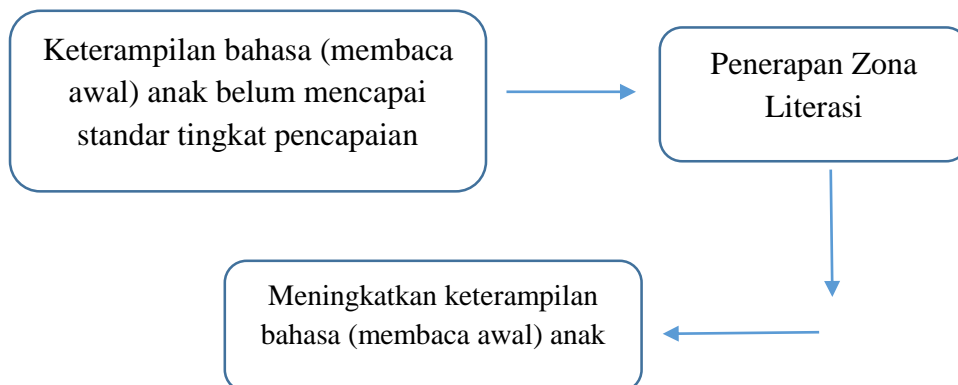 Keterampilan bahasa (membaca
awal) anak belum mencapai
standar tingkat pencapaian
Penerapan Zona
Literasi
Meningkatkan keterampilan
bahasa (membaca awal) anak